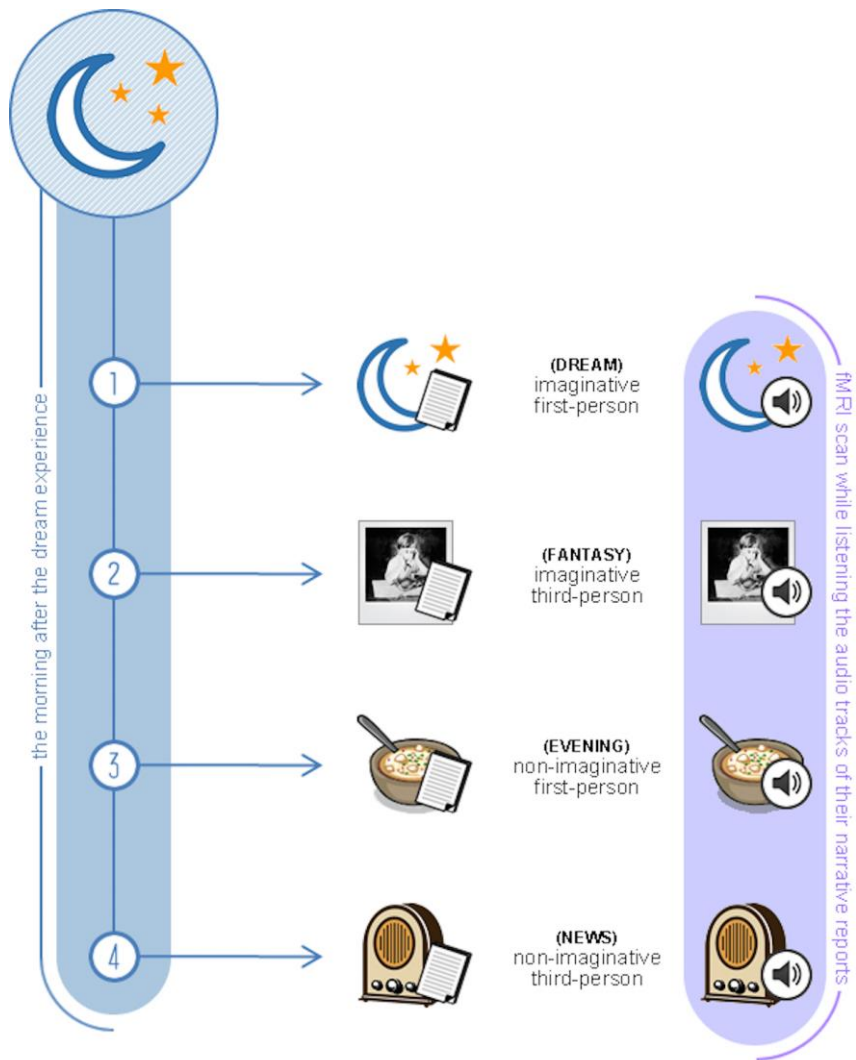 the morning after the dream experience
1
(DREAM)
imaginative
first-person
2
(FANTASY)
imaginative
third-person
3
(EVENING)
non-imaginative
first-person
4
(NEWS)
non-imaginative
third-person
fMRI scan while listening the audio tracks of their narrative reports